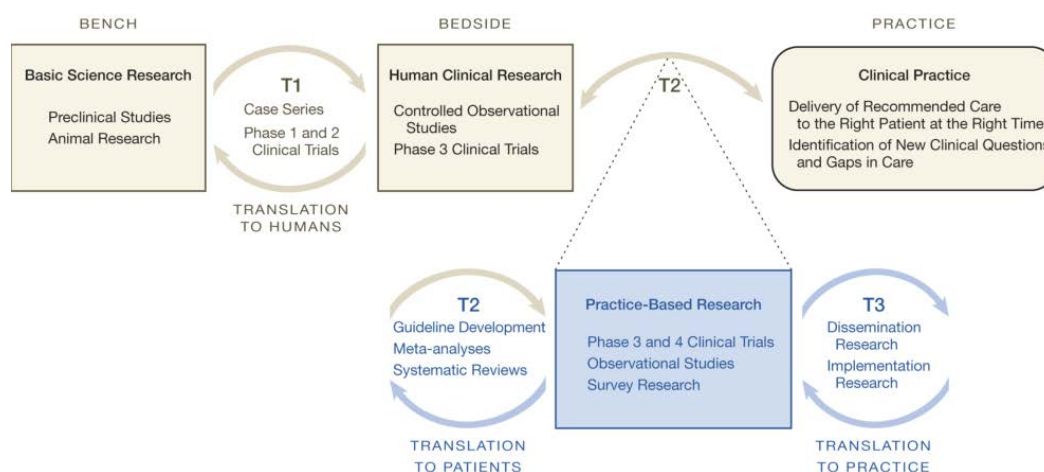 BENCH
BEDSIDE
PRACTICE
Basic Science Research
Preclinical Studies
Animal Research
T1
Case Series
Phase 1 and 2
Clinical Trials
TRANSLATION
TO HUMANS
Human Clinical Research
Controlled Observational
Studies
Phase 3 Clinical Trials
T2
Clinical Practice
Delivery of Recommended Care
to the Right Patient at the Right Time
Identification of New Clinical Questions
and Gaps in Care
T2
Guideline Development
Meta-analyses
Systematic Reviews
TRANSLATION
TO PATIENTS
Practice-Based Research
Phase 3 and 4 Clinical Trials
Observational Studies
Survey Research
T3
Dissemination
Research
Implementation
Research
TRANSLATION
TO PRACTICE